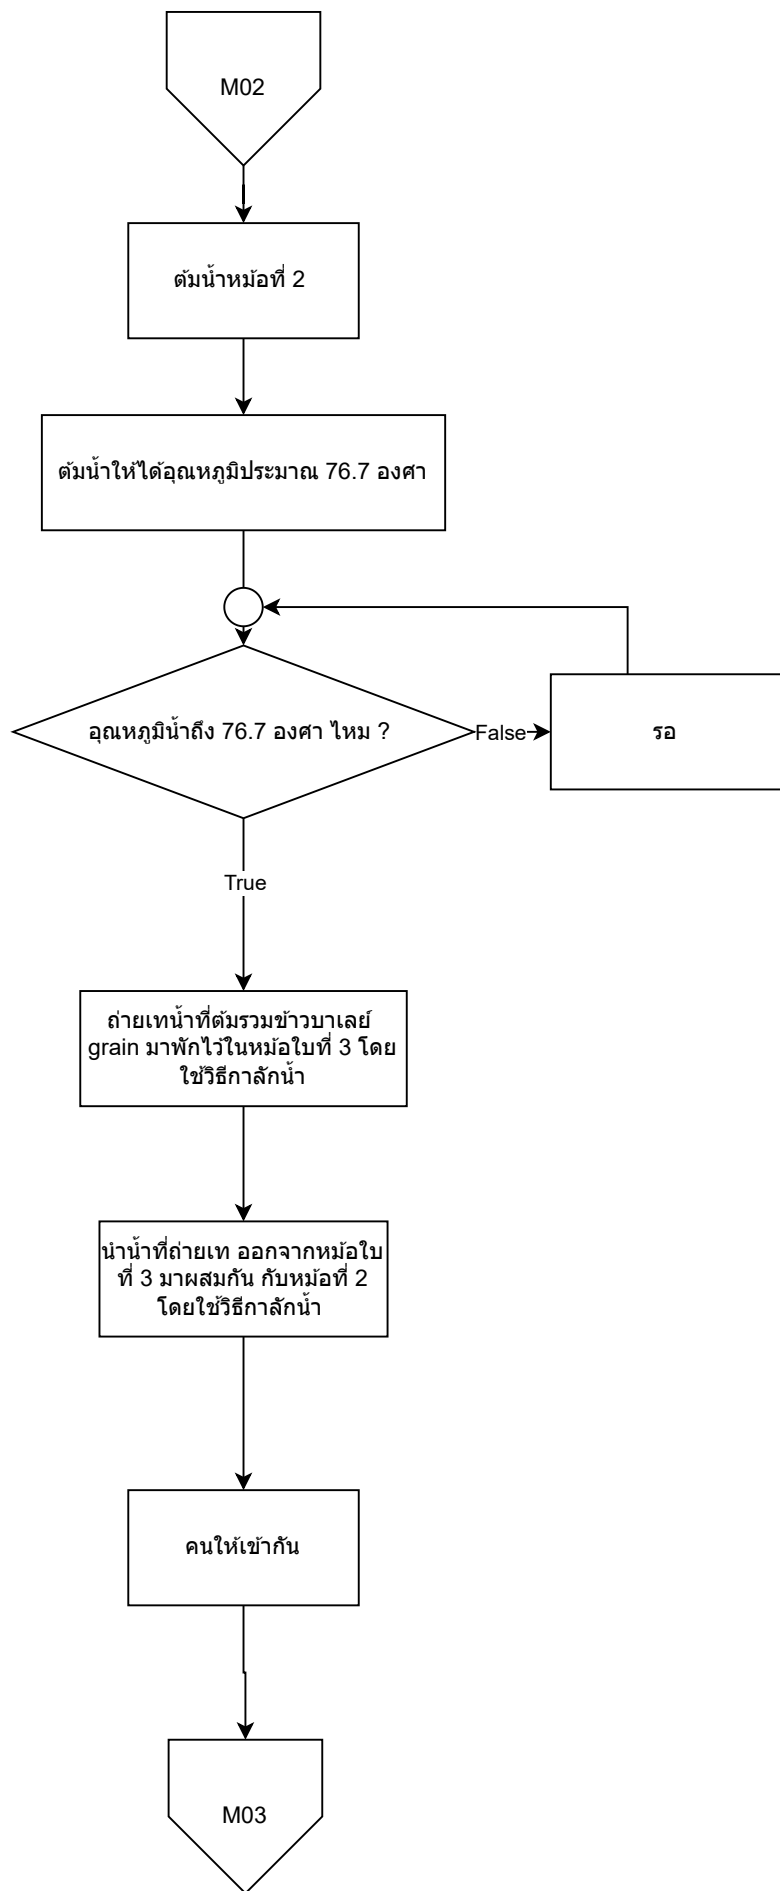 M02
ต้มน้ำหม้อที่ 2
ต้มน้ำให้ได้อุณหภูมิประมาณ 76.7 องศา
อุณหภูมิน้ำถึง 76.7 องศา ไหม ?
False
รอ
True
ถ่ายเทน้ำที่ต้มรวมข้าวบาเลย์
grain มาพักไว้ในหม้อใบที่ 3 โดย
ใช้วิธีกาลักน้ำ
นำน้ำที่ถ่ายเท ออกจากหม้อใบ
ที่ 3 มาผสมกัน กับหม้อที่ 2
โดยใช้วิธีกาลักน้ำ
คนให้เข้ากัน
M03